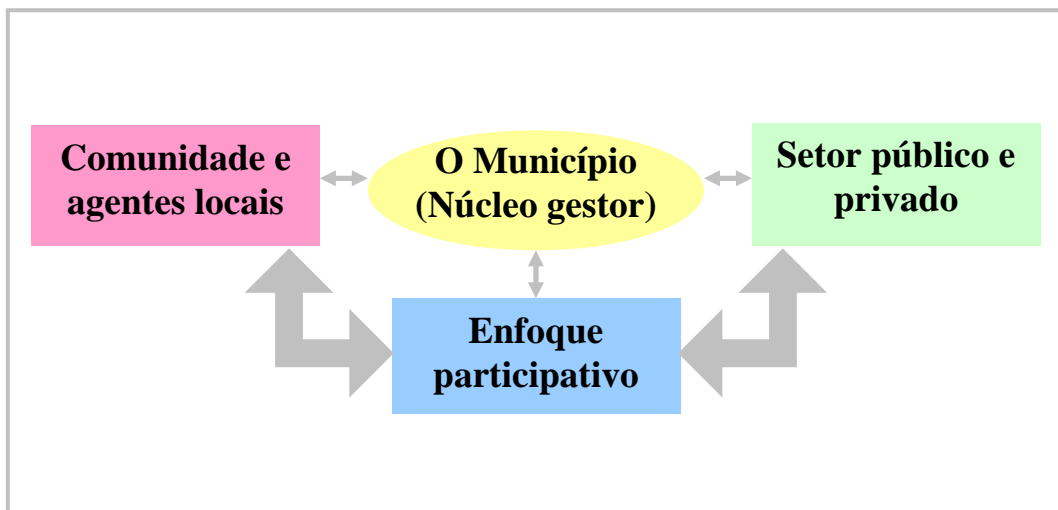 Comunidade e
agentes locais
O Município
(Núcleo gestor)
Setor público e
privado
Enfoque
participativo